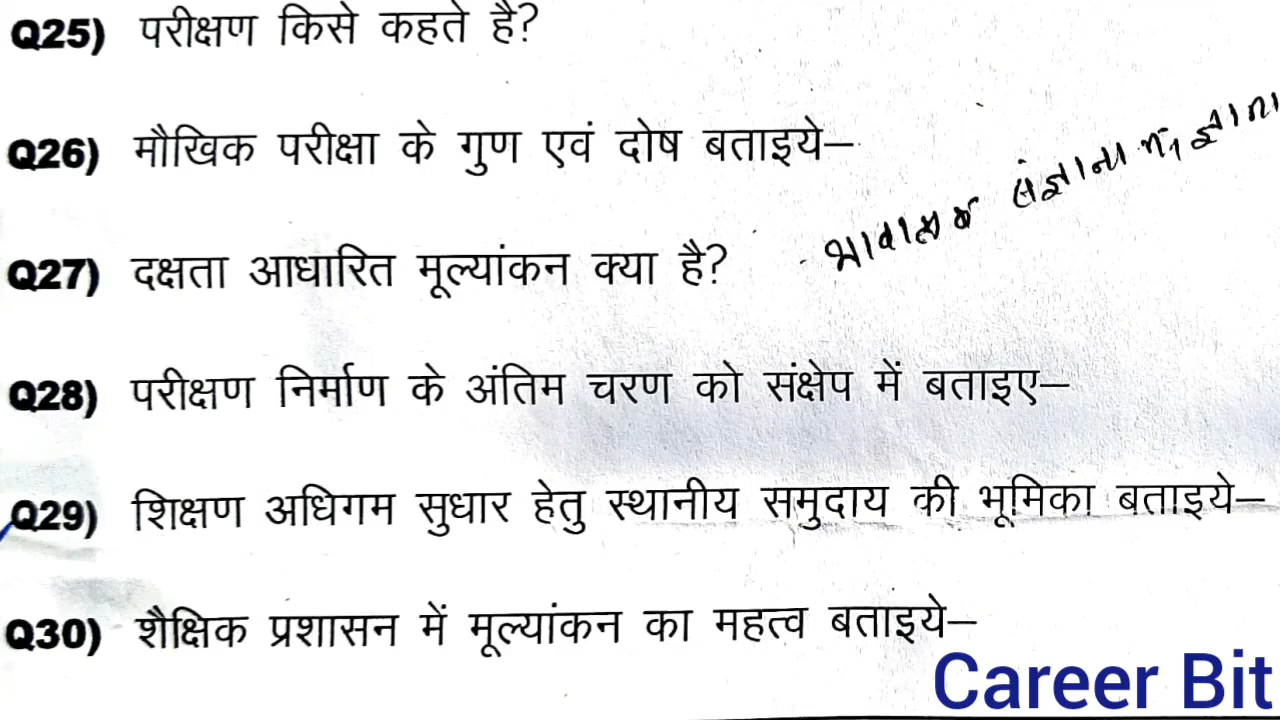 Q25) परीक्षण किसे कहते है?
Q26) मौखिक परीक्षा के गुण एवं दोष बताइये–
भावात्मक संज्ञाना
Q27) दक्षता आधारित मूल्यांकन क्या है?
Q28) परीक्षण निर्माण के अंतिम चरण को संक्षेप में बताइए–
Q29) शिक्षण अधिगम सुधार हेतु स्थानीय समुदाय की भूमिका बताइये–
Q30) शैक्षिक प्रशासन में मूल्यांकन का महत्व बताइये–
Career Bit